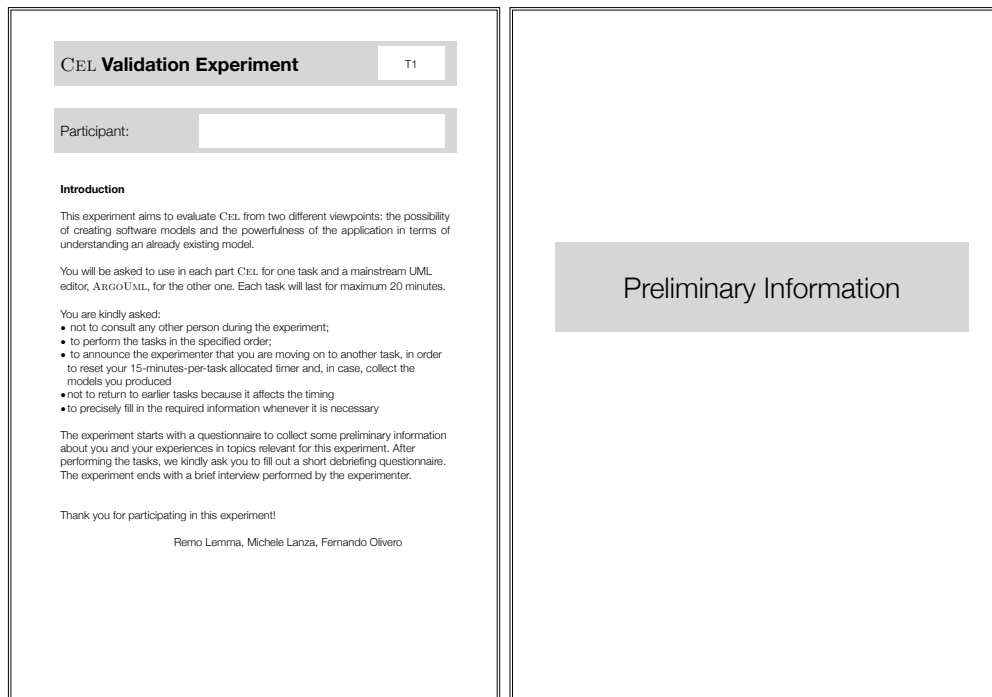 CEL Validation Experiment
T1
Participant:
Introduction
This experiment aims to evaluate CEL from two different viewpoints: the possibility
of creating software models and the powerfulness of the application in terms of
understanding an already existing model.
You will be asked to use in each part CEL for one task and a mainstream UML
editor, ARGOUML, for the other one. Each task will last for maximum 20 minutes.
You are kindly asked:
• not to consult any other person during the experiment;
• to perform the tasks in the specified order;
• to announce the experimenter that you are moving on to another task, in order
to reset your 15-minutes-per-task allocated timer and, in case, collect the
models you produced
• not to return to earlier tasks because it affects the timing
• to precisely fill in the required information whenever it is necessary
The experiment starts with a questionnaire to collect some preliminary information
about you and your experiences in topics relevant for this experiment. After
performing the tasks, we kindly ask you to fill out a short debriefing questionnaire.
The experiment ends with a brief interview performed by the experimenter.
Thank you for participating in this experiment!
Remo Lemma, Michele Lanza, Fernando Olivero
Preliminary Information